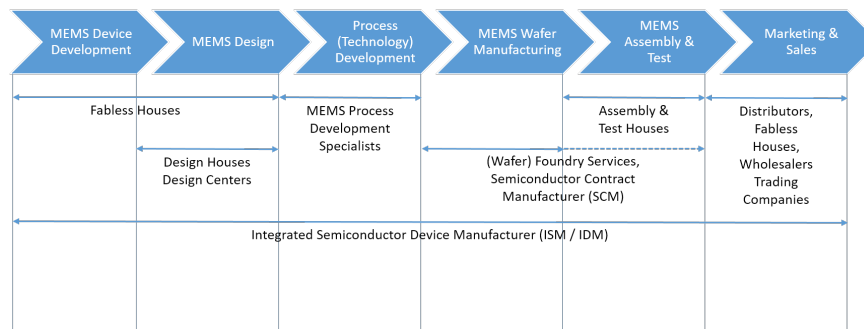 MEMS Device
Development
MEMS Design
Process
(Technology)
Development
MEMS Wafer
Manufacturing
MEMS
Assembly &
Test
Marketing &
Sales
Fabless Houses
MEMS Process
Development
Specialists
Assembly &
Test Houses
Distributors,
Fabless
Houses,
Wholesalers
Trading
Companies
Design Houses
Design Centers
(Wafer) Foundry Services,
Semiconductor Contract
Manufacturer (SCM)
Integrated Semiconductor Device Manufacturer (ISM / IDM)